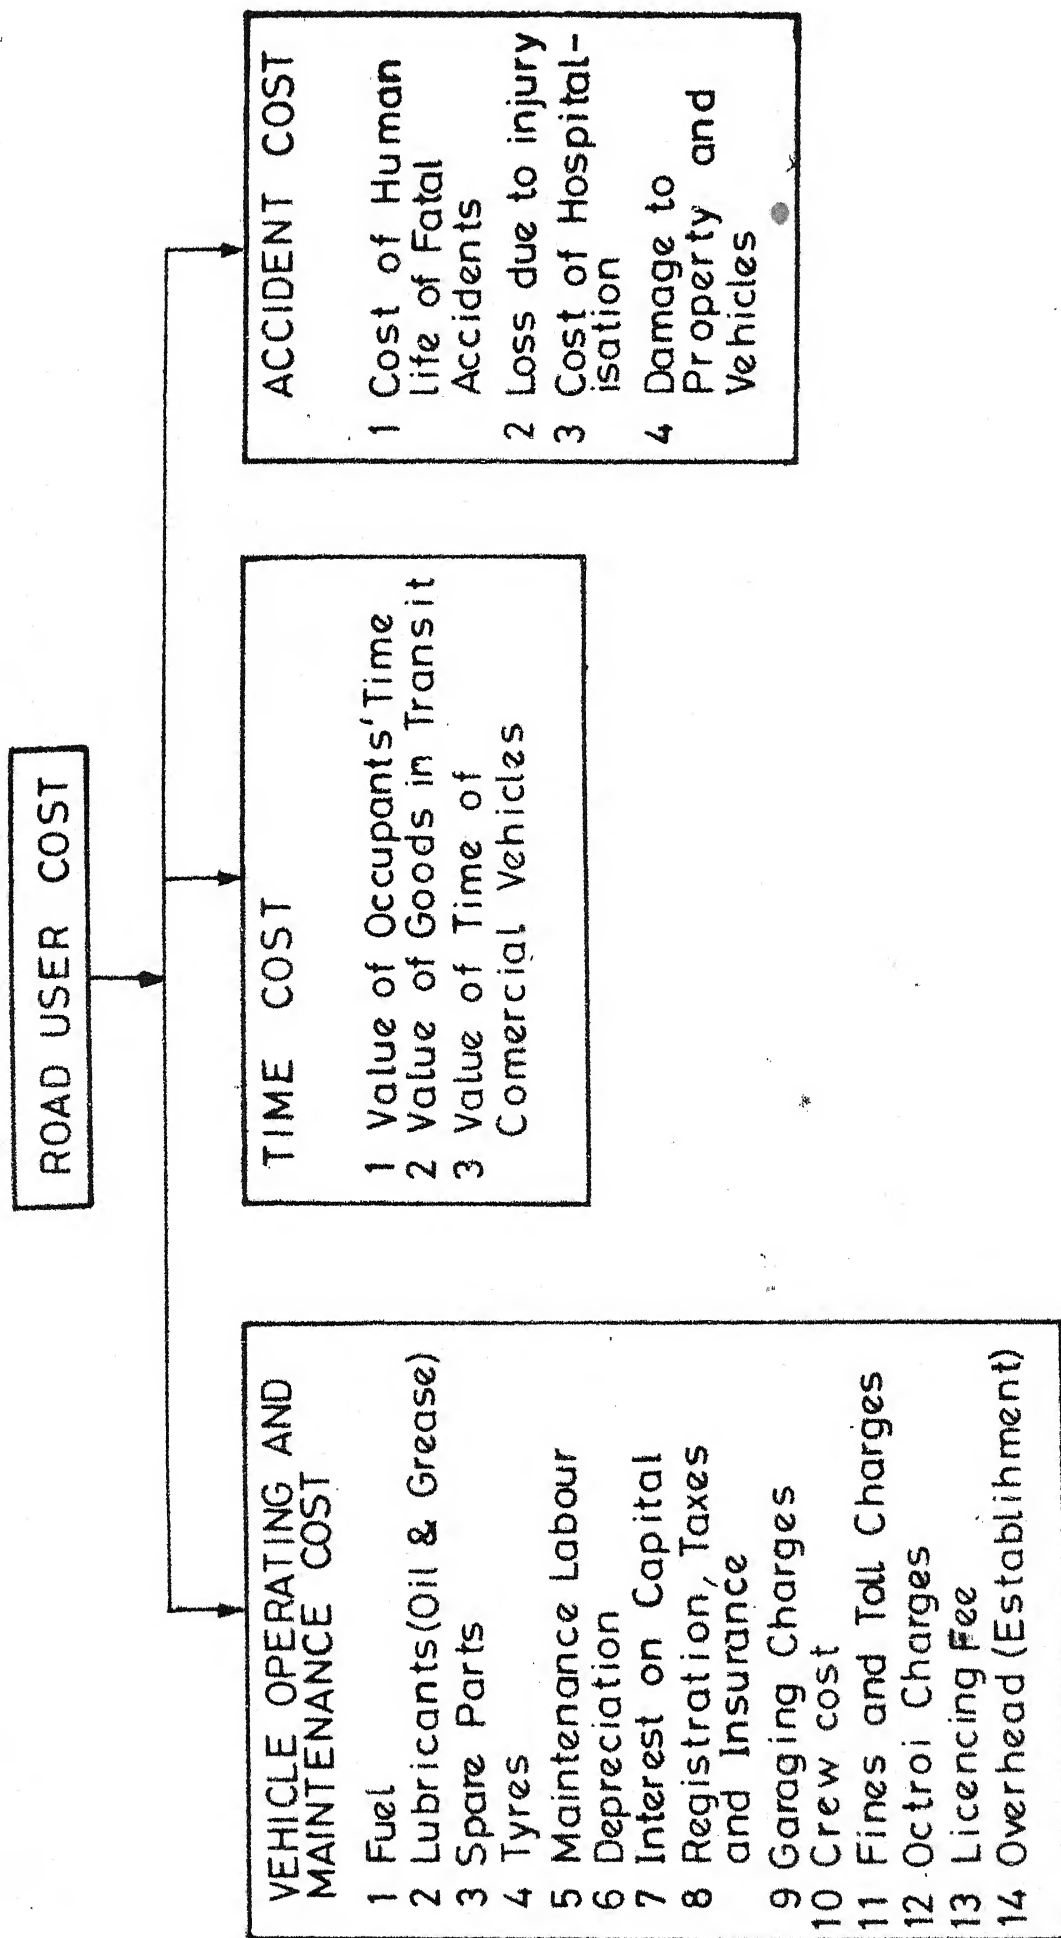 ROAD USER COST
VEHICLE OPERATING AND
MAINTENANCE COST
1 Fuel
2 Lubricants (Oil & Grease)
3 Spare Parts
4 Tyres
5 Maintenance Labour
6 Depreciation
7 Interest on Capital
8 Registration, Taxes
and Insurance
9 Garaging Charges
10 Crew cost
11 Fines and Toll Charges
12 Octroi Charges
13 Licencing Fee
14 Overhead (Establihment)
TIME COST
1 Value of Occupants' Time
2 Value of Goods in Transit
3 Value of Time of
Comercial Vehicles
ACCIDENT COST
1 Cost of Human
life of Fatal
Accidents
2 Loss due to injury
3 Cost of Hospital-
isation
4 Damage to
Property and
Vehicles